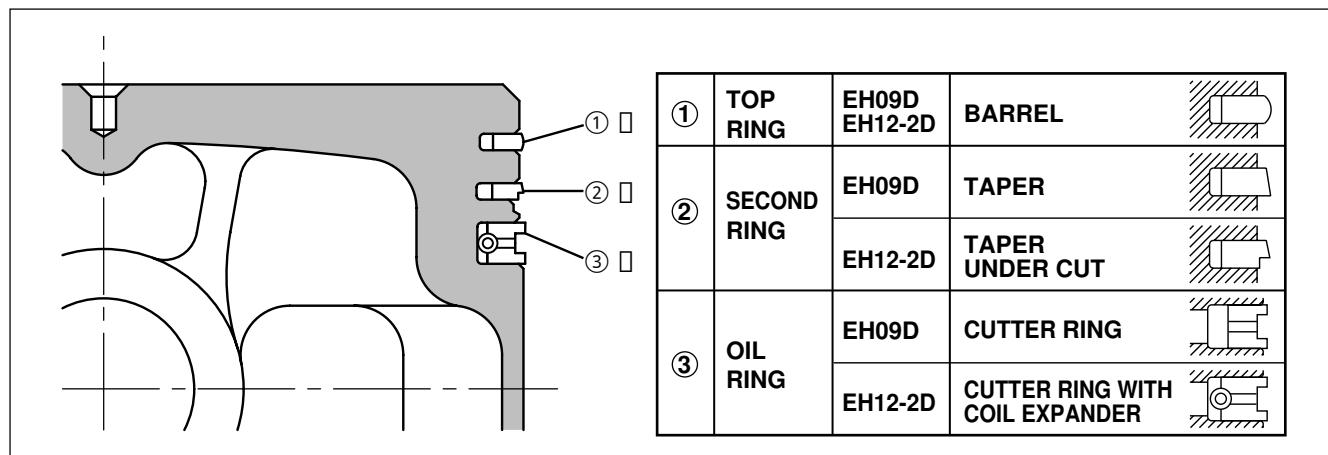 ① 
② 
③ 
①
TOP
RING
EH09D
EH12-2D
BARREL
②
SECOND
RING
EH09D
TAPER
EH12-2D
TAPER
UNDER CUT
③
OIL
RING
EH09D
CUTTER RING
EH12-2D
CUTTER RING WITH
COIL EXPANDER